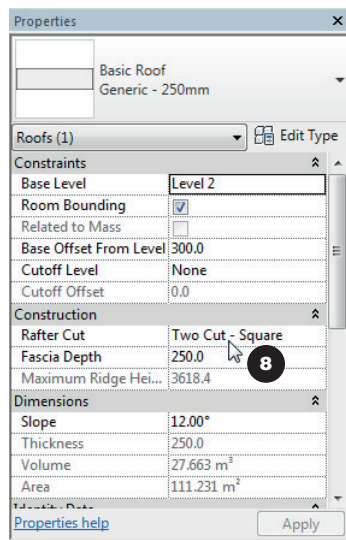 Properties
Basic Roof
Generic - 250mm
Roofs (1) Edit Type
Constraints
Base Level Level 2
Room Bounding
Related to Mass
Base Offset From Level 300.0
Cutoff Level None
Cutoff Offset 0.0
Construction
Rafter Cut Two Cut - Square
Fascia Depth 250.0
8
Maximum Ridge Hei... 3618.4
Dimensions
Slope 12.00°
Thickness 250.0
Volume 27.663 m³
Area 111.231 m²
Identity Data
Properties help Apply